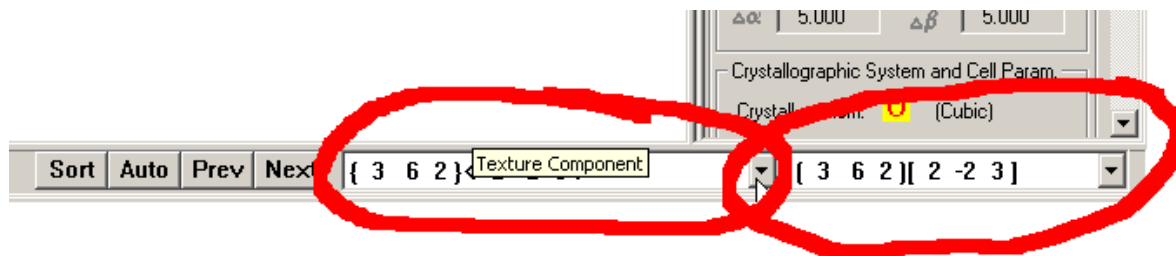 Δα 5.000 Δβ 5.000
Crystallographic System and Cell Param.
(Cubic)
Sort Auto Prev Next { 3 6 2 }< Texture Component ( 3 6 2 )[ 2 -2 3 ]